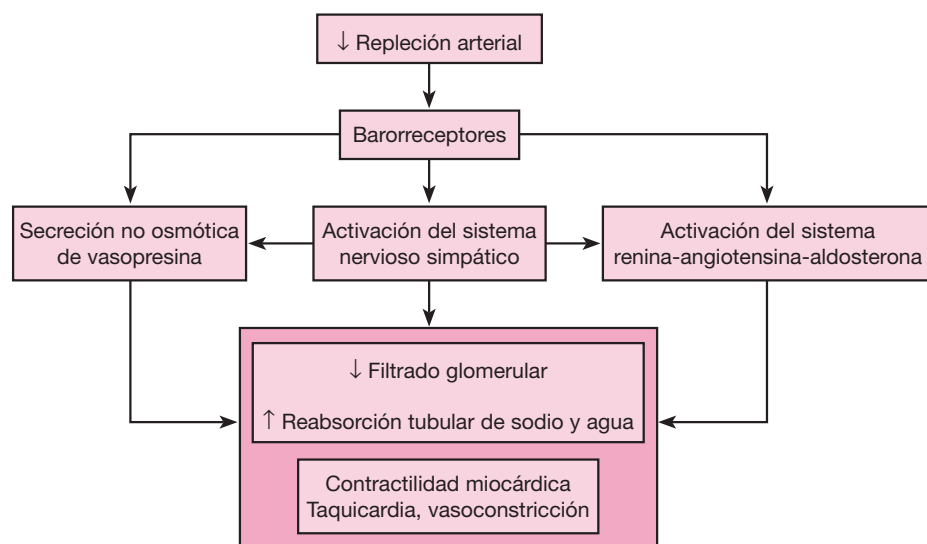 ↓ Repleción arterial
Barorreceptores
Secreción no osmótica
de vasopresina
Activación del sistema
nervioso simpático
Activación del sistema
renina-angiotensina-aldosterona
↓ Filtrado glomerular
↑ Reabsorción tubular de sodio y agua
Contractilidad miocárdica
Taquicardia, vasoconstricción